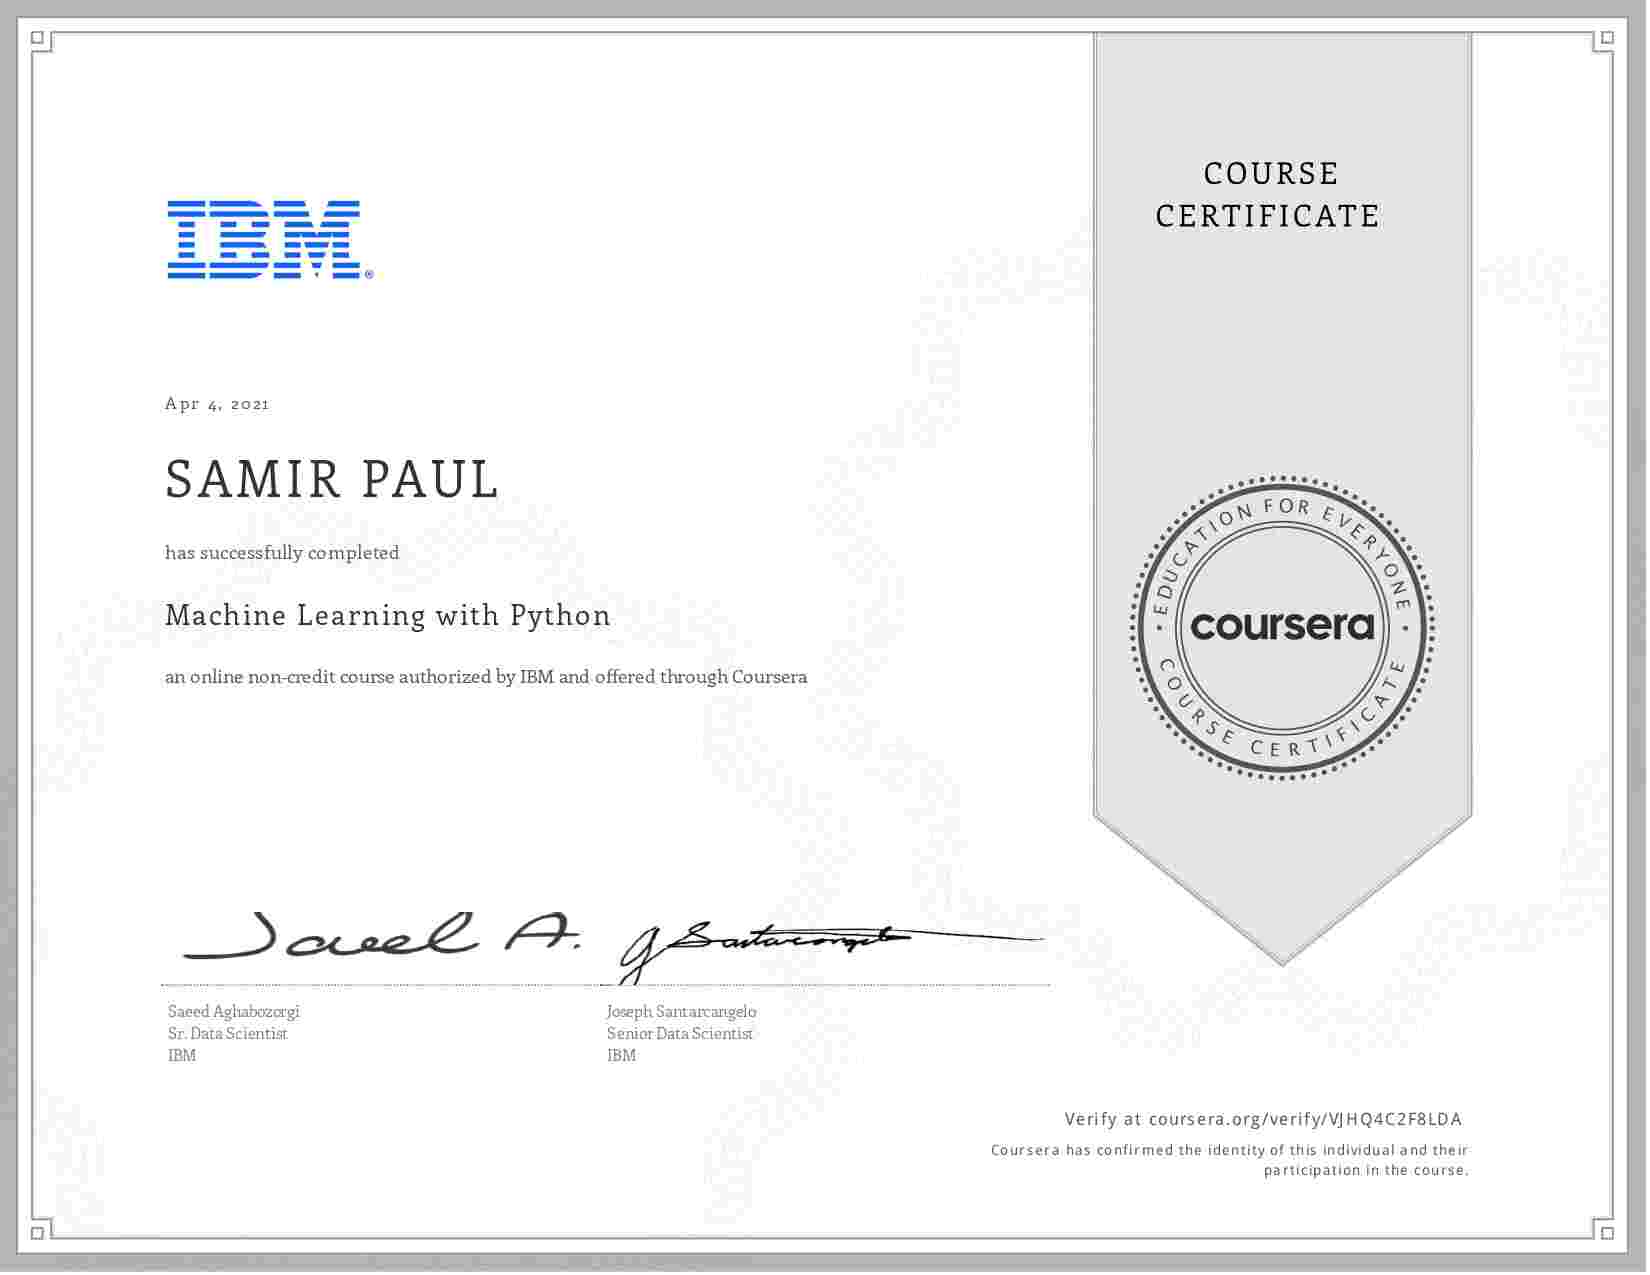 COURSE
CERTIFICATE
IBM®
Apr 4, 2021
SAMIR PAUL
has successfully completed
Machine Learning with Python
an online non-credit course authorized by IBM and offered through Coursera
EDUCATION FOR EVERYONE
coursera
COURSE CERTIFICATE
Saeed A.
J Santarcangelo
Saeed Aghabozorgi
Sr. Data Scientist
IBM
Joseph Santarcangelo
Senior Data Scientist
IBM
Verify at coursera.org/verify/VJHQ4C2F8LDA
Coursera has confirmed the identity of this individual and their
participation in the course.